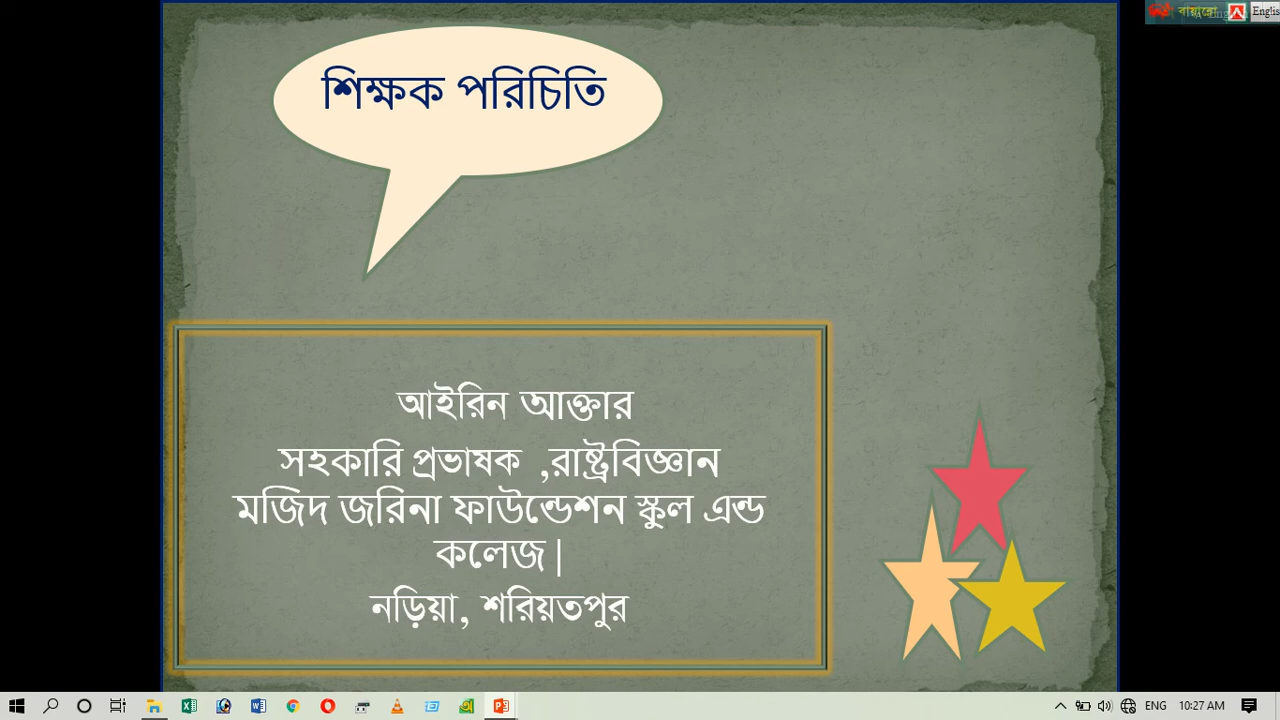 বায়ান্নো
English
শিক্ষক পরিচিতি
আইরিন আক্তার
সহকারি প্রভাষক ,রাষ্ট্রবিজ্ঞান
মজিদ জরিনা ফাউন্ডেশন স্কুল এন্ড
কলেজ|
নড়িয়া, শরিয়তপুর
ENG
10:27 AM